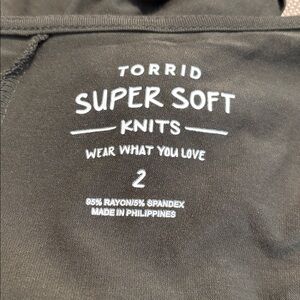 TORRID
SUPER SOFT
KNITS
WEAR WHAT YOU LOVE
2
95% RAYON/5% SPANDEX
MADE IN PHILIPPINES